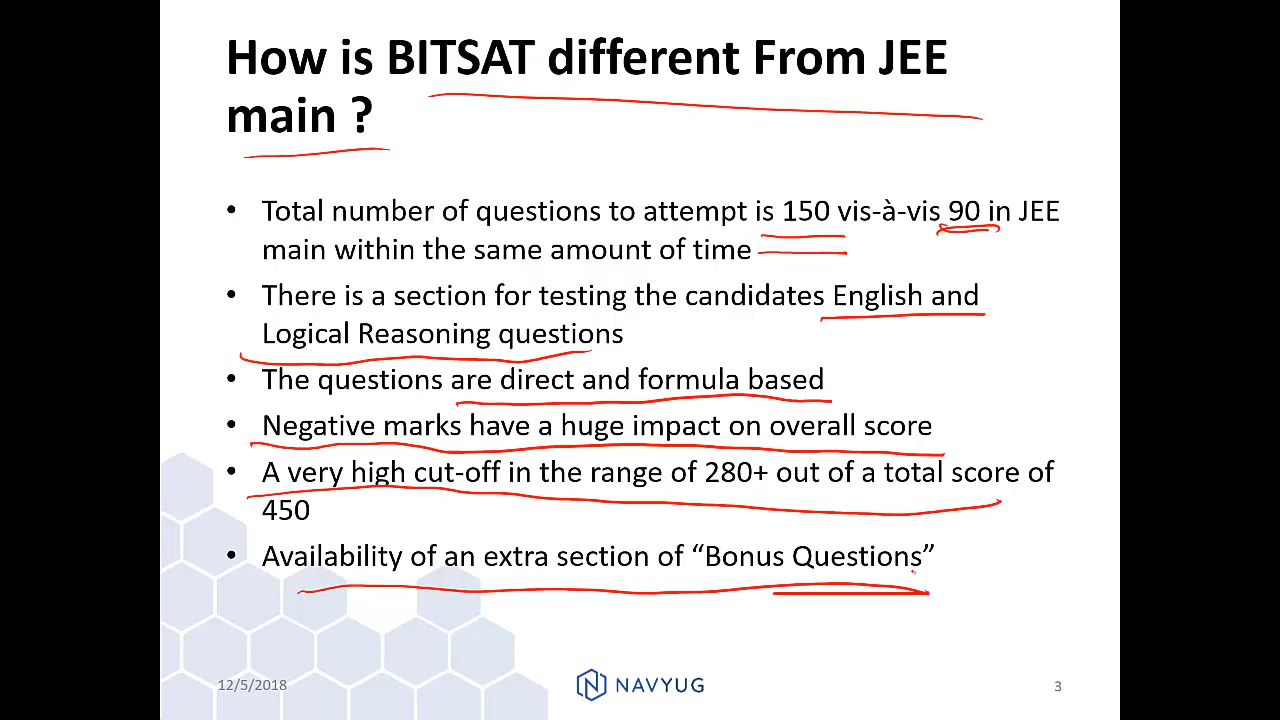 How is BITSAT different From JEE
main ?
• Total number of questions to attempt is 150 vis-à-vis 90 in JEE
main within the same amount of time
• There is a section for testing the candidates English and
Logical Reasoning questions
• The questions are direct and formula based
• Negative marks have a huge impact on overall score
• A very high cut-off in the range of 280+ out of a total score of
450
• Availability of an extra section of “Bonus Questions”
12/5/2018
NAVYUG
3